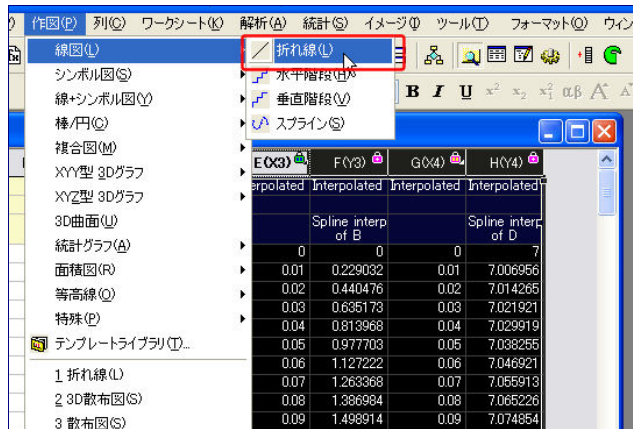 作図(P) 列(C) ワークシート(K) 解析(A) 統計(S) イメージ(I) ツール(T) フォーマット(O) ウィン
線図(L) 折れ線(L)
シンボル図(S) 水平階段(H)
線+シンボル図(Y) 垂直階段(V) B I U x² x₂ αβ A
棒/円(C) スプライン(S)
複合図(M)
XYY型 3Dグラフ E(X3) F(Y3) G(X4) H(Y4)
XYZ型 3Dグラフ erpolated Interpolated Interpolated Interpolated
3D曲面(U) Spline interp Spline interp
of B of D
統計グラフ(A) 0 0 0 7
面積図(R) 0.01 0.229032 0.01 7.006956
等高線(O) 0.02 0.440476 0.02 7.014265
0.03 0.635173 0.03 7.021921
特殊(P) 0.04 0.813968 0.04 7.029919
テンプレートライブラリ(T)... 0.05 0.977703 0.05 7.038255
0.06 1.127222 0.06 7.046921
1 折れ線(L) 0.07 1.263368 0.07 7.055913
2 3D散布図(S) 0.08 1.386984 0.08 7.065226
3 散布図(S) 0.09 1.498914 0.09 7.074854